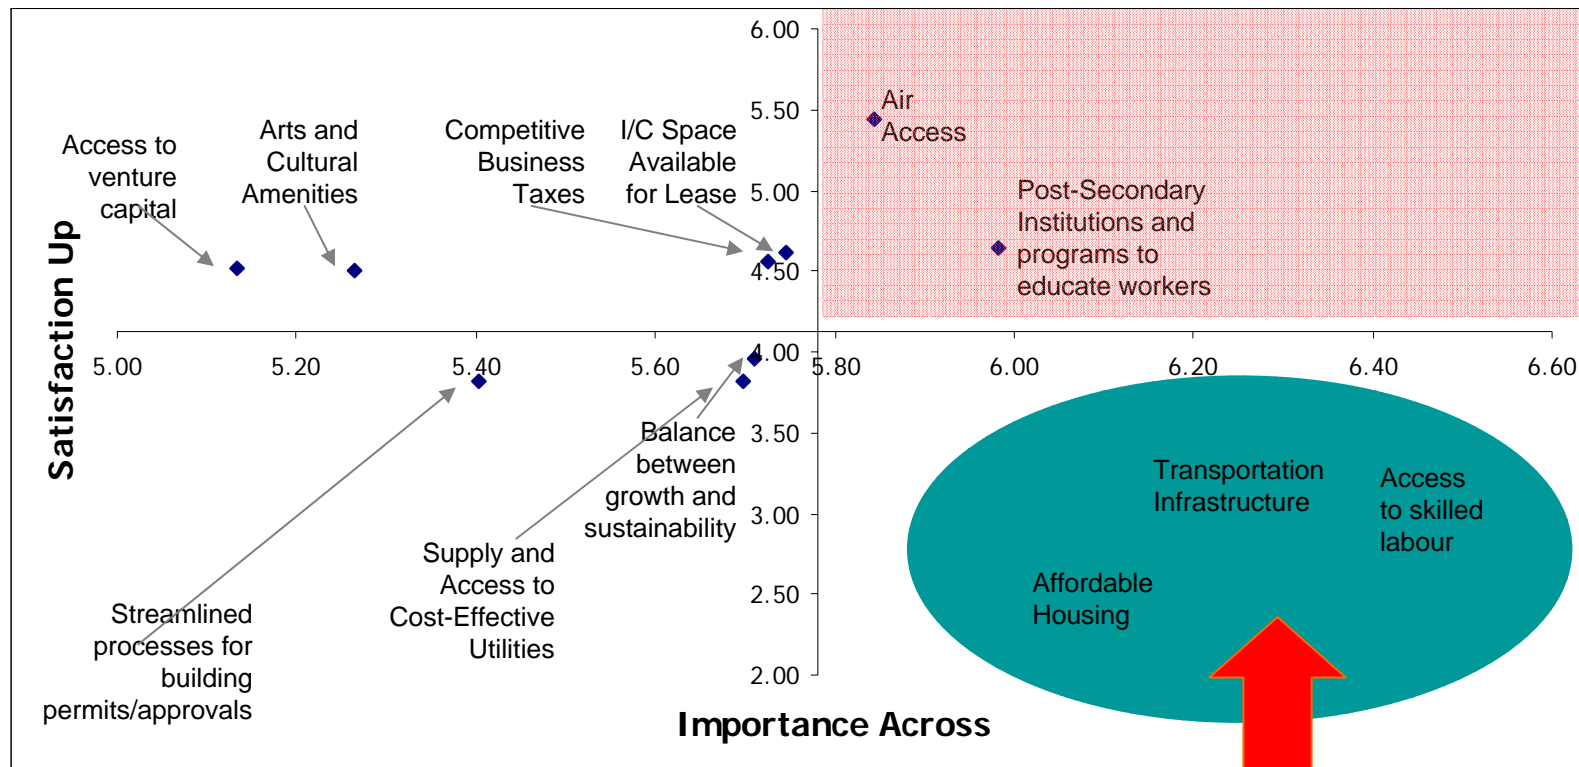 6.00
5.50
5.00
4.50
4.00
3.50
3.00
2.50
2.00
5.00
5.20
5.40
5.60
5.80
6.00
6.20
6.40
6.60
Satisfaction Up
Importance Across
Access to
venture
capital
Arts and
Cultural
Amenities
Competitive
Business
Taxes
I/C Space
Available
for Lease
Air
Access
Post-Secondary
Institutions and
programs to
educate workers
Streamlined
processes for
building
permits/approvals
Supply and
Access to
Cost-Effective
Utilities
Balance
between
growth and
sustainability
Transportation
Infrastructure
Access
to skilled
labour
Affordable
Housing